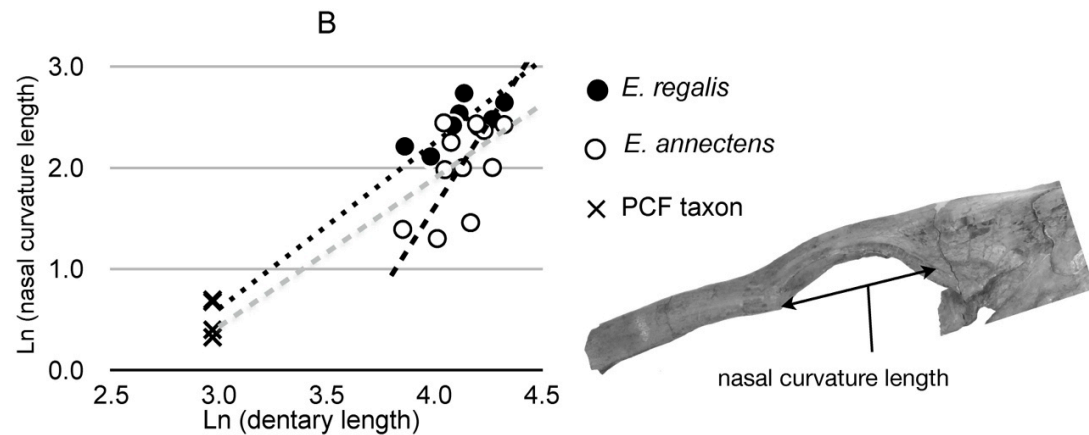 B
Ln (nasal curvature length)
3.0
2.0
1.0
0.0
2.5 3.0 3.5 4.0 4.5
Ln (dentary length)
E. regalis
E. annectens
PCF taxon
nasal curvature length